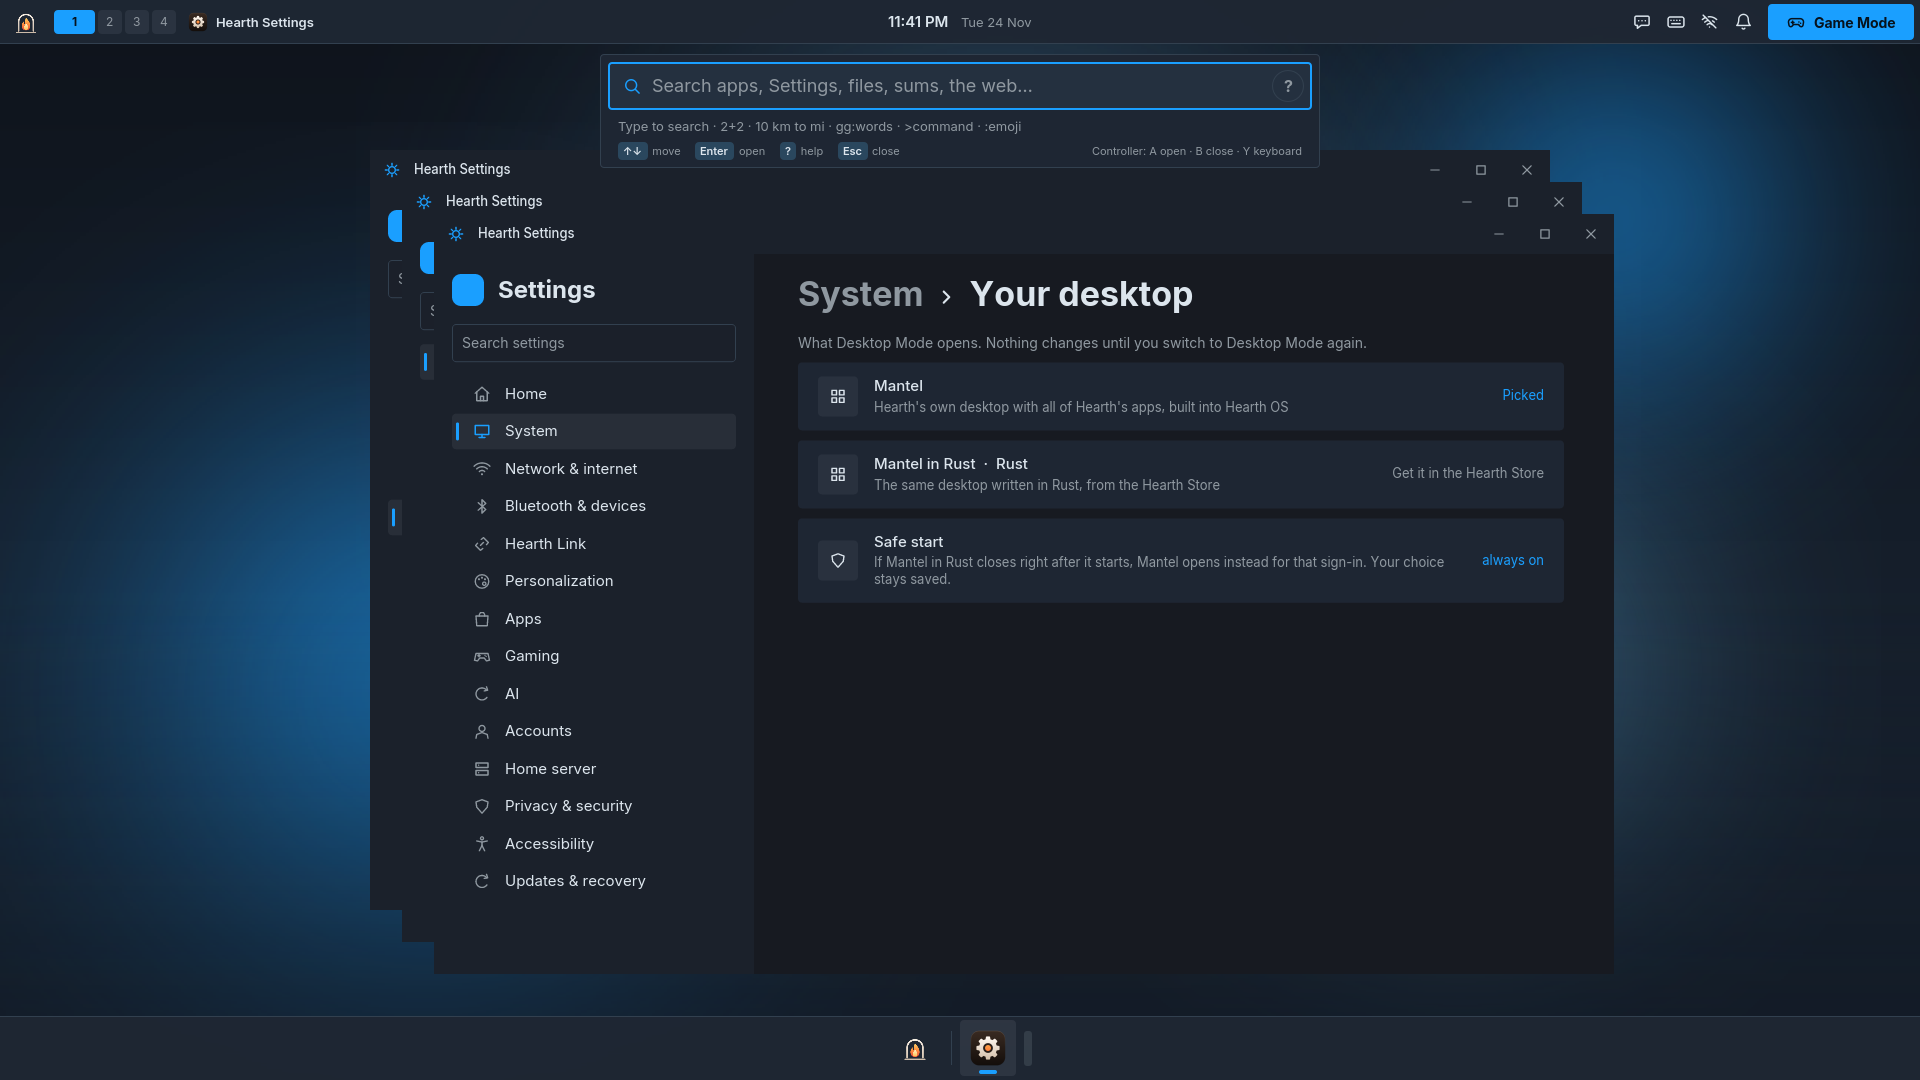 1 2 3 4 Hearth Settings 11:41 PM Tue 24 Nov Game Mode
Search apps, Settings, files, sums, the web... ?
Type to search · 2+2 · 10 km to mi · gg:words · >command · :emoji
↑↓ move Enter open ? help Esc close Controller: A open · B close · Y keyboard
Hearth Settings
Hearth Settings
Hearth Settings
Settings
Search settings
Home
System
Network & internet
Bluetooth & devices
Hearth Link
Personalization
Apps
Gaming
AI
Accounts
Home server
Privacy & security
Accessibility
Updates & recovery
System › Your desktop
What Desktop Mode opens. Nothing changes until you switch to Desktop Mode again.
Mantel
Hearth's own desktop with all of Hearth's apps, built into Hearth OS
Picked
Mantel in Rust · Rust
The same desktop written in Rust, from the Hearth Store
Get it in the Hearth Store
Safe start
If Mantel in Rust closes right after it starts, Mantel opens instead for that sign-in. Your choice
stays saved.
always on